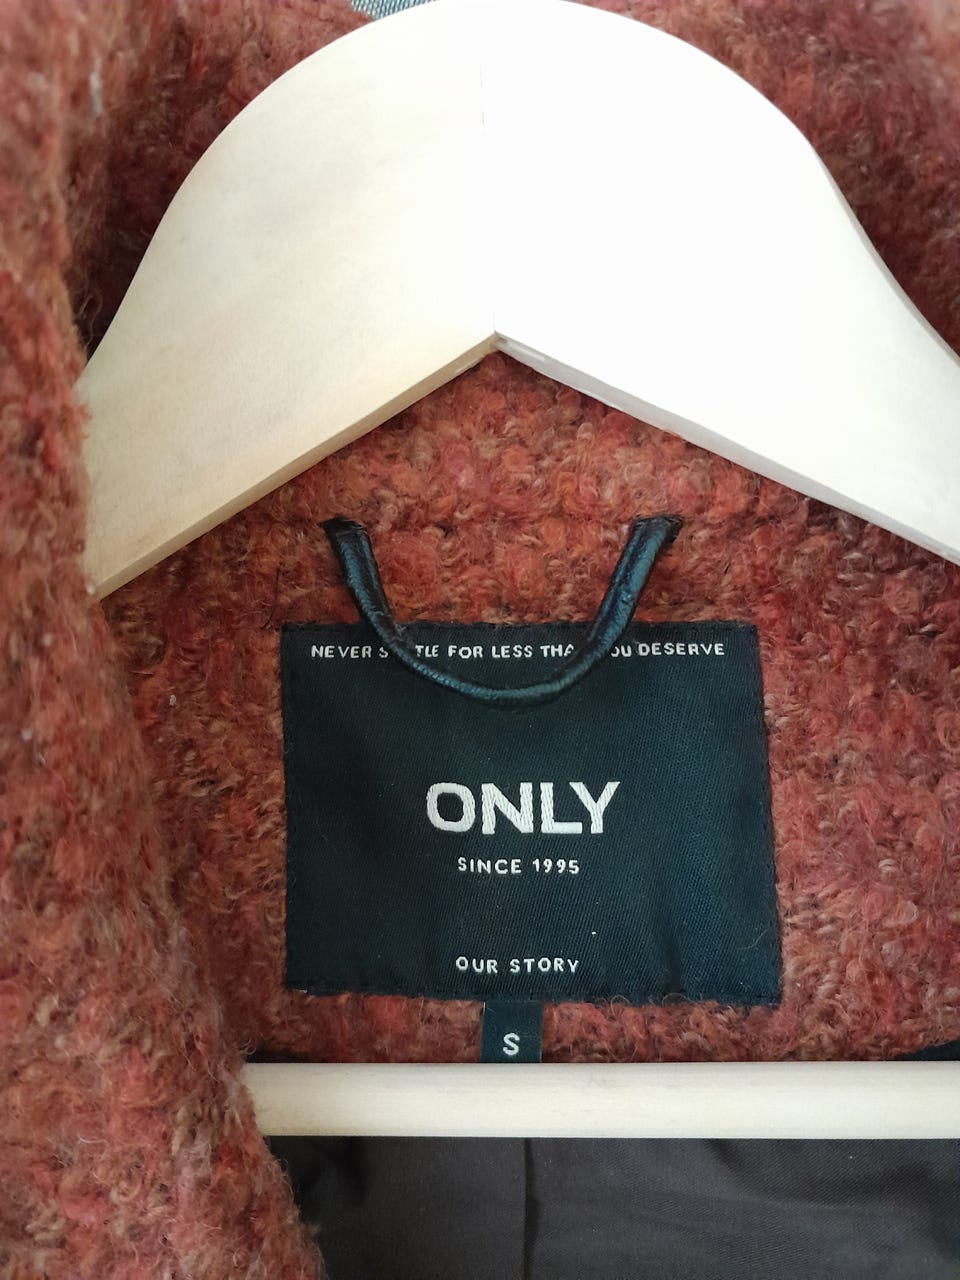 NEVER FOR LESS DESERVE
ONLY
SINCE 1995
OUR STORY
S